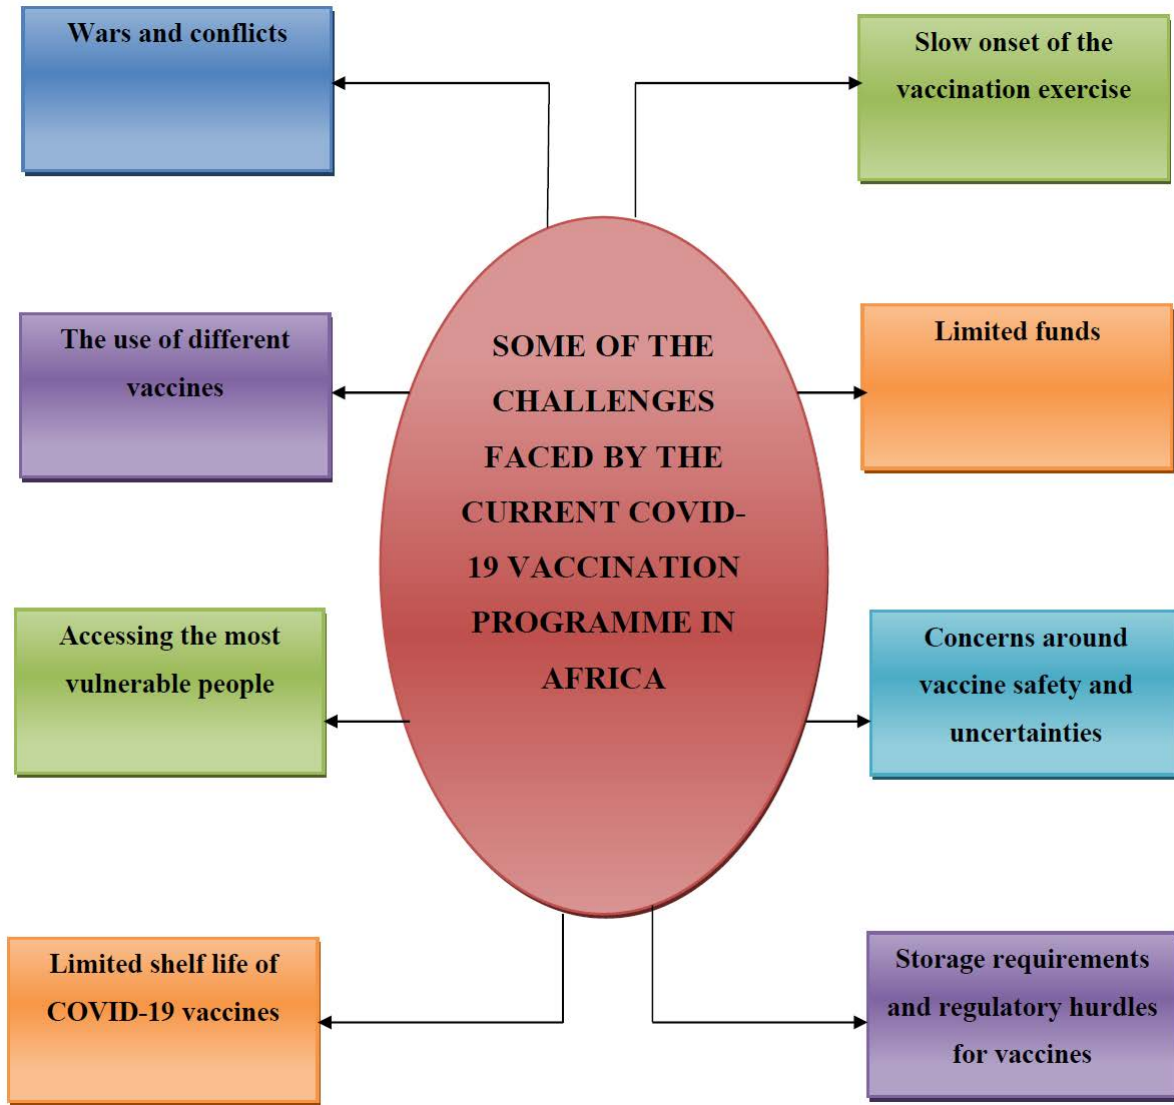 Wars and conflicts
Slow onset of the
vaccination exercise
The use of different
vaccines
Limited funds
SOME OF THE
CHALLENGES
FACED BY THE
CURRENT COVID-
19 VACCINATION
PROGRAMME IN
AFRICA
Accessing the most
vulnerable people
Concerns around
vaccine safety and
uncertainties
Limited shelf life of
COVID-19 vaccines
Storage requirements
and regulatory hurdles
for vaccines